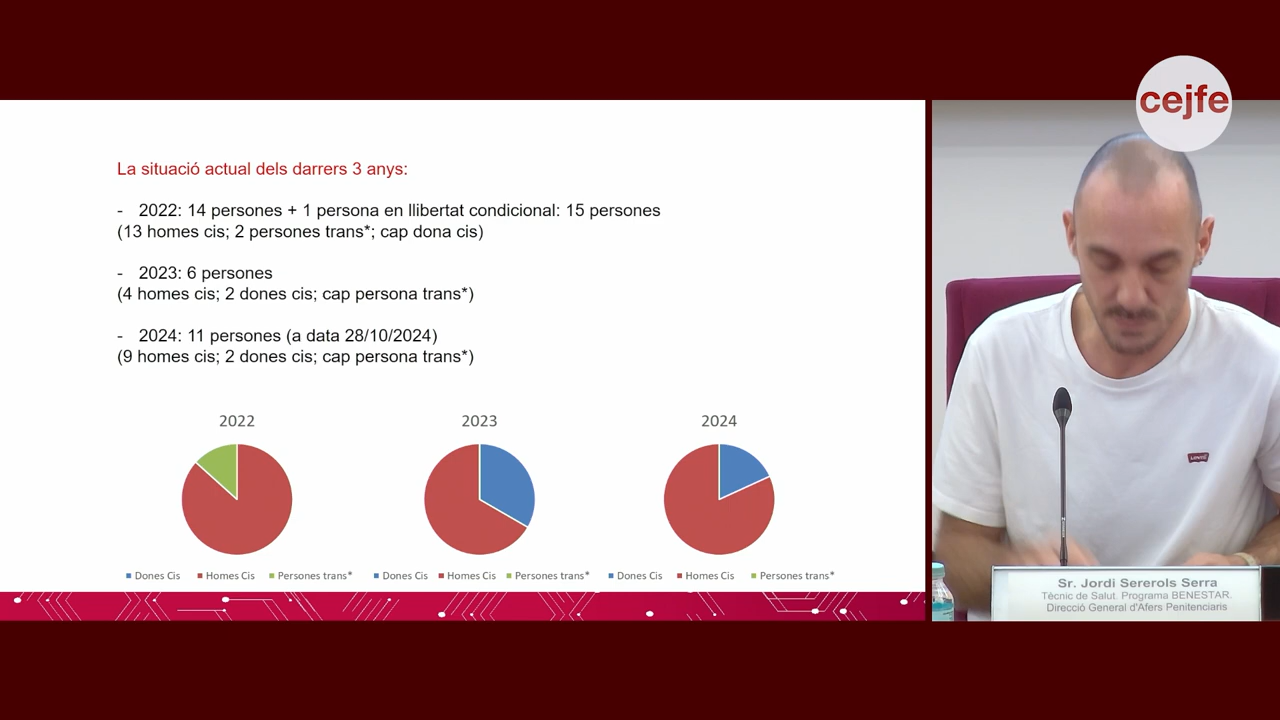 cejfe
La situació actual dels darrers 3 anys:
- 2022: 14 persones + 1 persona en llibertat condicional: 15 persones
(13 homes cis; 2 persones trans*; cap dona cis)
- 2023: 6 persones
(4 homes cis; 2 dones cis; cap persona trans*)
- 2024: 11 persones (a data 28/10/2024)
(9 homes cis; 2 dones cis; cap persona trans*)
2022 2023 2024
Dones Cis Homes Cis Persones trans* Dones Cis Homes Cis Persones trans* Dones Cis Homes Cis Persones trans*
Levi's
Sr. Jordi Sererols Serra
Tècnic de Salut. Programa BENESTAR.
Direcció General d'Afers Penitenciaris